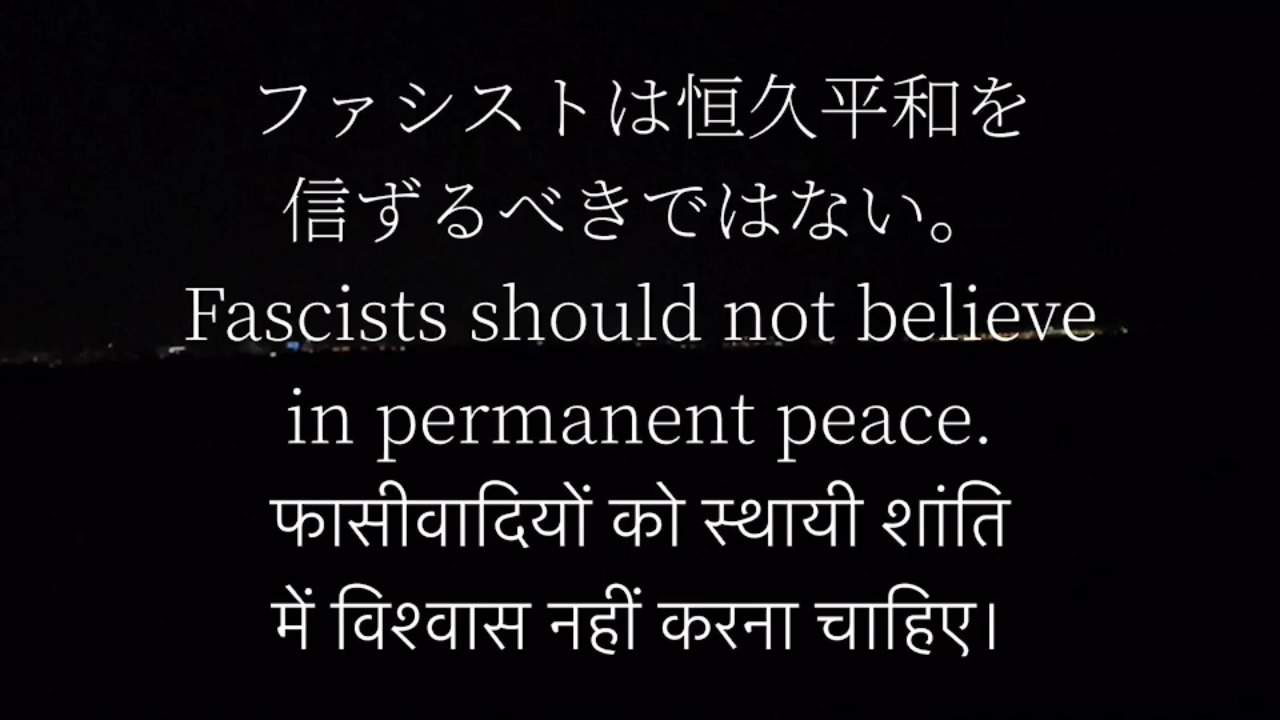 ファシストは恒久平和を
信ずるべきではない。
Fascists should not believe
in permanent peace.
फासीवादियों को स्थायी शांति
में विश्वास नहीं करना चाहिए।